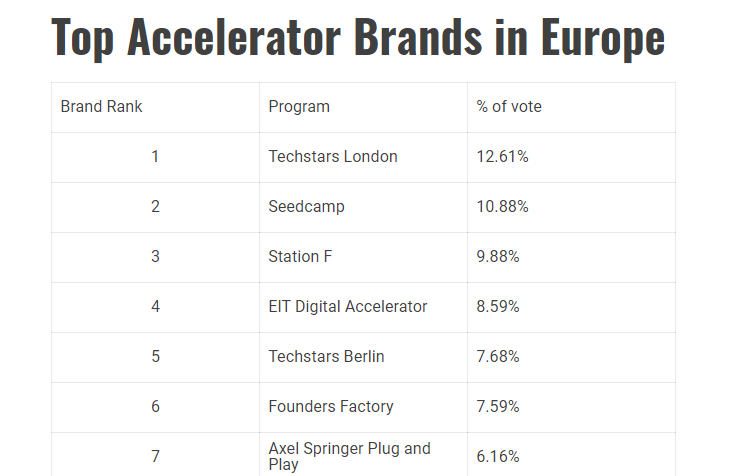 Top Accelerator Brands in Europe
Brand Rank Program % of vote
1 Techstars London 12.61%
2 Seedcamp 10.88%
3 Station F 9.88%
4 EIT Digital Accelerator 8.59%
5 Techstars Berlin 7.68%
6 Founders Factory 7.59%
7 Axel Springer Plug and Play 6.16%